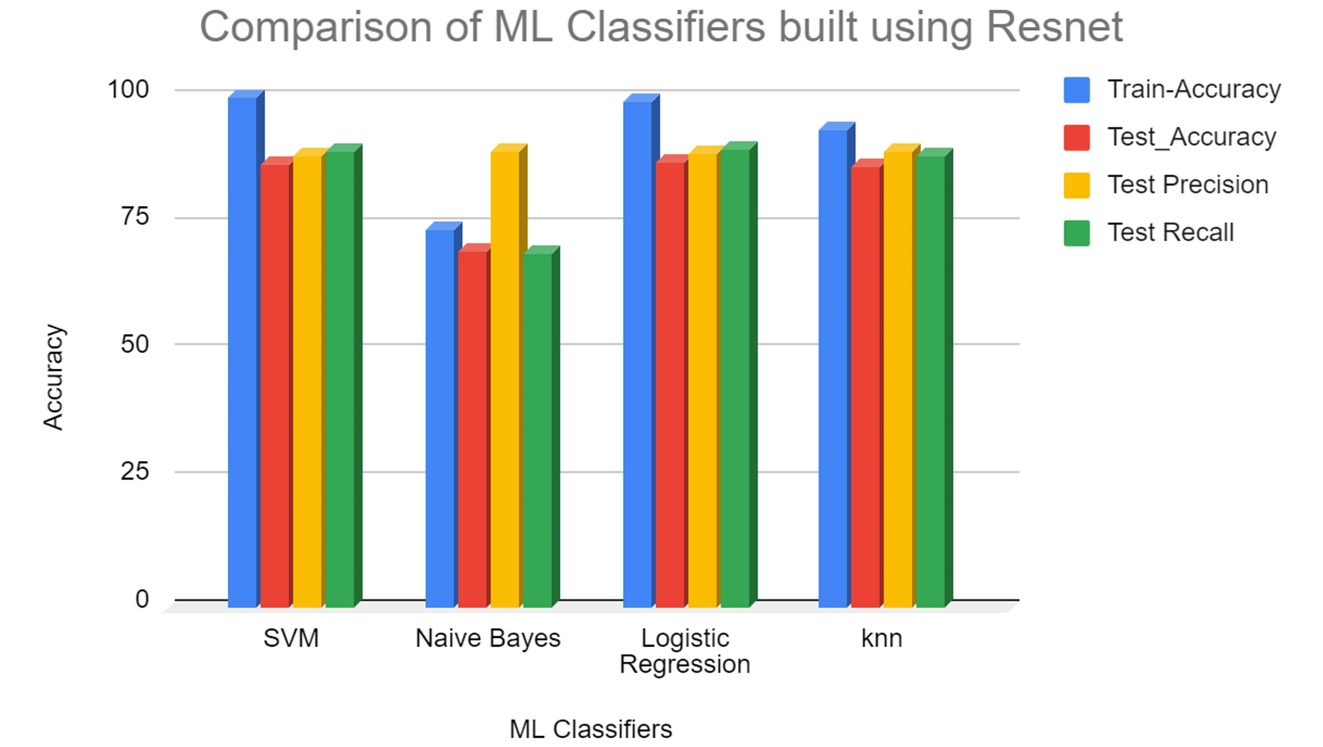 Comparison of ML Classifiers built using Resnet
100
75
50
25
0
Accuracy
SVM
Naive Bayes
Logistic
Regression
knn
ML Classifiers
Train-Accuracy
Test_Accuracy
Test Precision
Test Recall